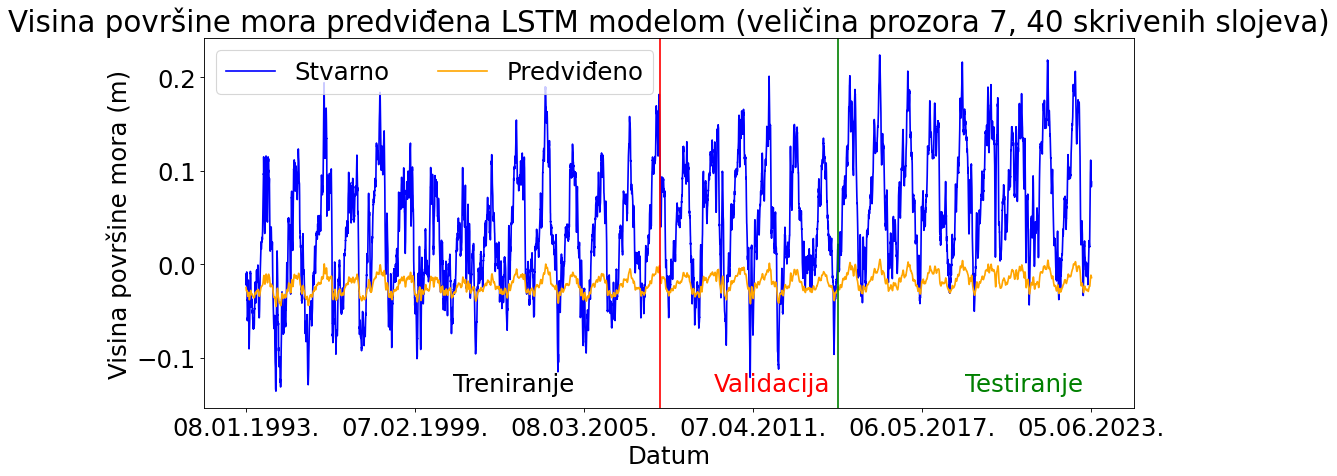 Visina površine mora predviđena LSTM modelom (veličina prozora 7, 40 skrivenih slojeva)
Stvarno Predviđeno
Visina površine mora (m)
0.2
0.1
0.0
−0.1
Treniranje Validacija Testiranje
08.01.1993. 07.02.1999. 08.03.2005. 07.04.2011. 06.05.2017. 05.06.2023.
Datum